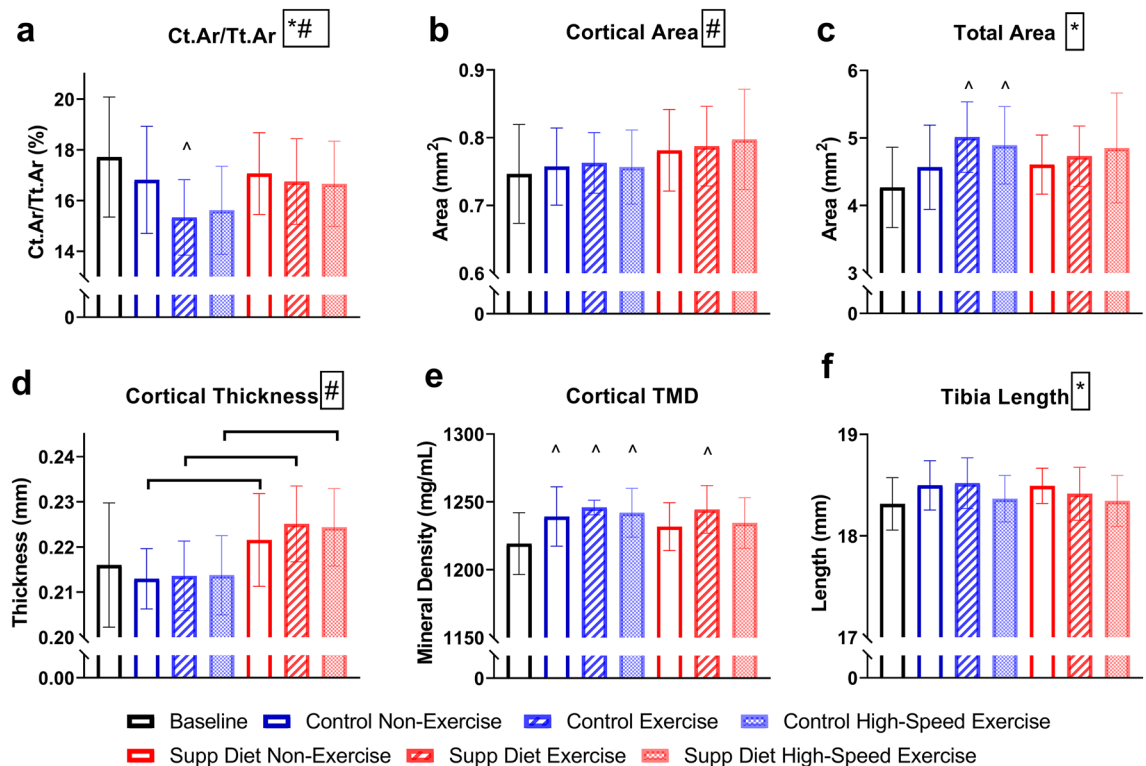 a
Ct.Ar/Tt.Ar *#
Ct.Ar/Tt.Ar (%)
20
18
16
14
0
^
b
Cortical Area #
Area (mm²)
0.9
0.8
0.7
0.6
0
c
Total Area *
Area (mm²)
6
5
4
3
0
^ ^
d
Cortical Thickness #
Thickness (mm)
0.24
0.23
0.22
0.21
0.20
0.00
e
Cortical TMD
Mineral Density (mg/mL)
1300
1250
1200
1150
0
^ ^ ^ ^
f
Tibia Length *
Length (mm)
19
18
17
0
Baseline Control Non-Exercise Control Exercise Control High-Speed Exercise
Supp Diet Non-Exercise Supp Diet Exercise Supp Diet High-Speed Exercise